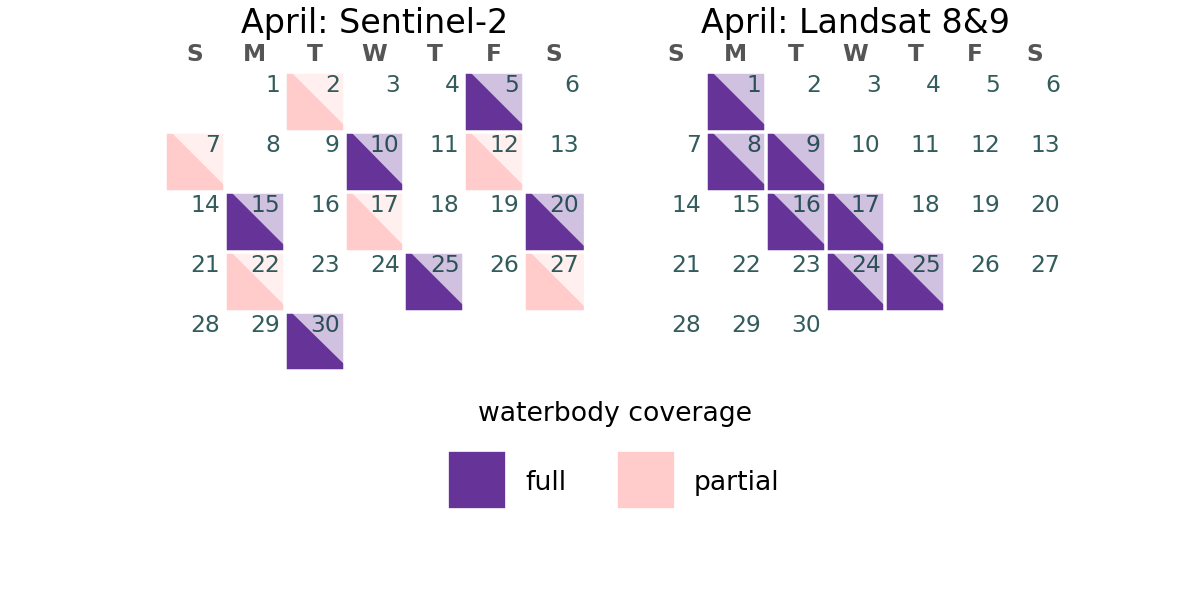 April: Sentinel-2
S M T W T F S
1 2 3 4 5 6
7 8 9 10 11 12 13
14 15 16 17 18 19 20
21 22 23 24 25 26 27
28 29 30
April: Landsat 8&9
S M T W T F S
1 2 3 4 5 6
7 8 9 10 11 12 13
14 15 16 17 18 19 20
21 22 23 24 25 26 27
28 29 30
waterbody coverage
full partial